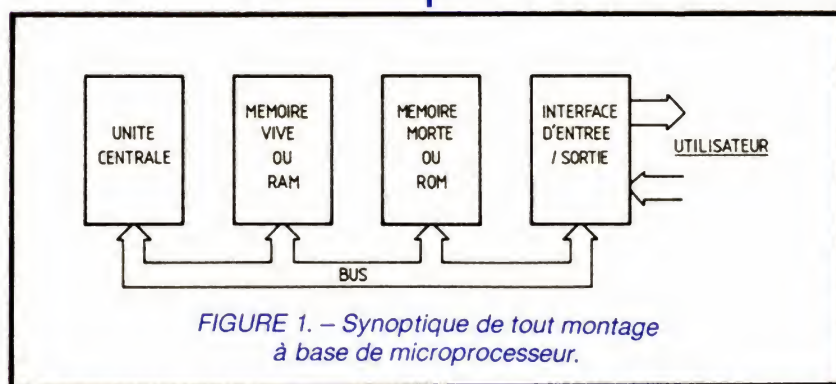 UNITE
CENTRALE
MEMOIRE
VIVE
OU
RAM
MEMOIRE
MORTE
OU
ROM
INTERFACE
D'ENTREE
/ SORTIE
UTILISATEUR
BUS
FIGURE 1. – Synoptique de tout montage
à base de microprocesseur.